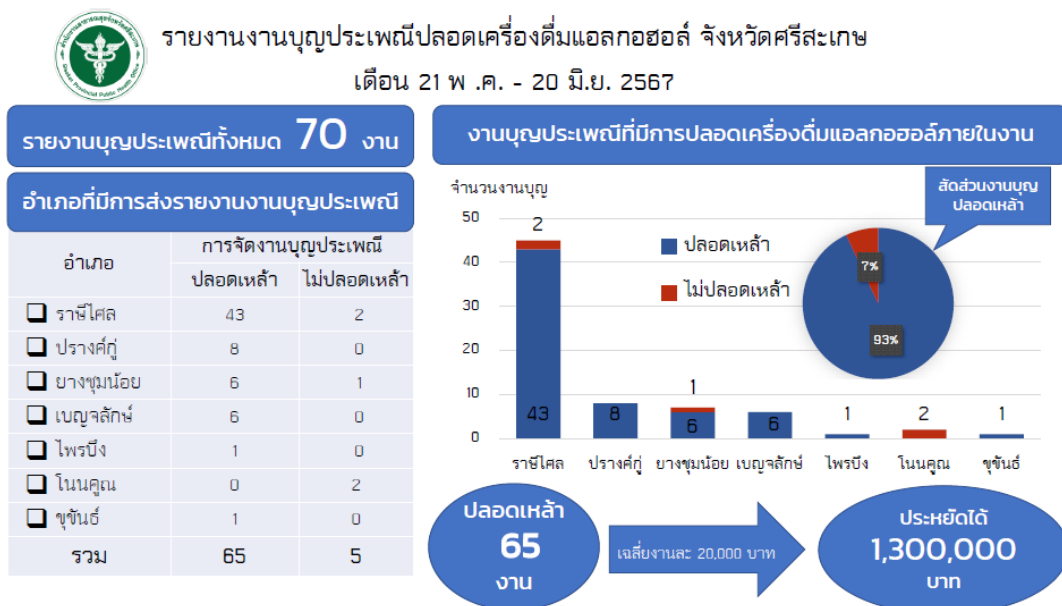 รายงานงานบุญประเพณีปลอดเครื่องดื่มแอลกอฮอล์ จังหวัดศรีสะเกษ
เดือน 21 พ .ค. - 20 มิ.ย. 2567
รายงานบุญประเพณีทั้งหมด 70 งาน
อำเภอที่มีการส่งรายงานงานบุญประเพณี
อำเภอ
การจัดงานบุญประเพณี
ปลอดเหล้า ไม่ปลอดเหล้า
ราษีไศล 43 2
ปรางค์กู่ 8 0
ยางชุมน้อย 6 1
เบญจลักษ์ 6 0
ไพรบึง 1 0
โนนคูณ 0 2
ขุขันธ์ 1 0
รวม 65 5
งานบุญประเพณีที่มีการปลอดเครื่องดื่มแอลกอฮอล์ภายในงาน
จำนวนงานบุญ
สัดส่วนงานบุญ
ปลอดเหล้า
ปลอดเหล้า
ไม่ปลอดเหล้า
7%
93%
50
40
30
20
10
0
2
43
8
1
6
6
1
2
1
ราษีไศล ปรางค์กู่ ยางชุมน้อย เบญจลักษ์ ไพรบึง โนนคูณ ขุขันธ์
ปลอดเหล้า
65
งาน
เฉลี่ยงานละ 20,000 บาท
ประหยัดได้
1,300,000
บาท